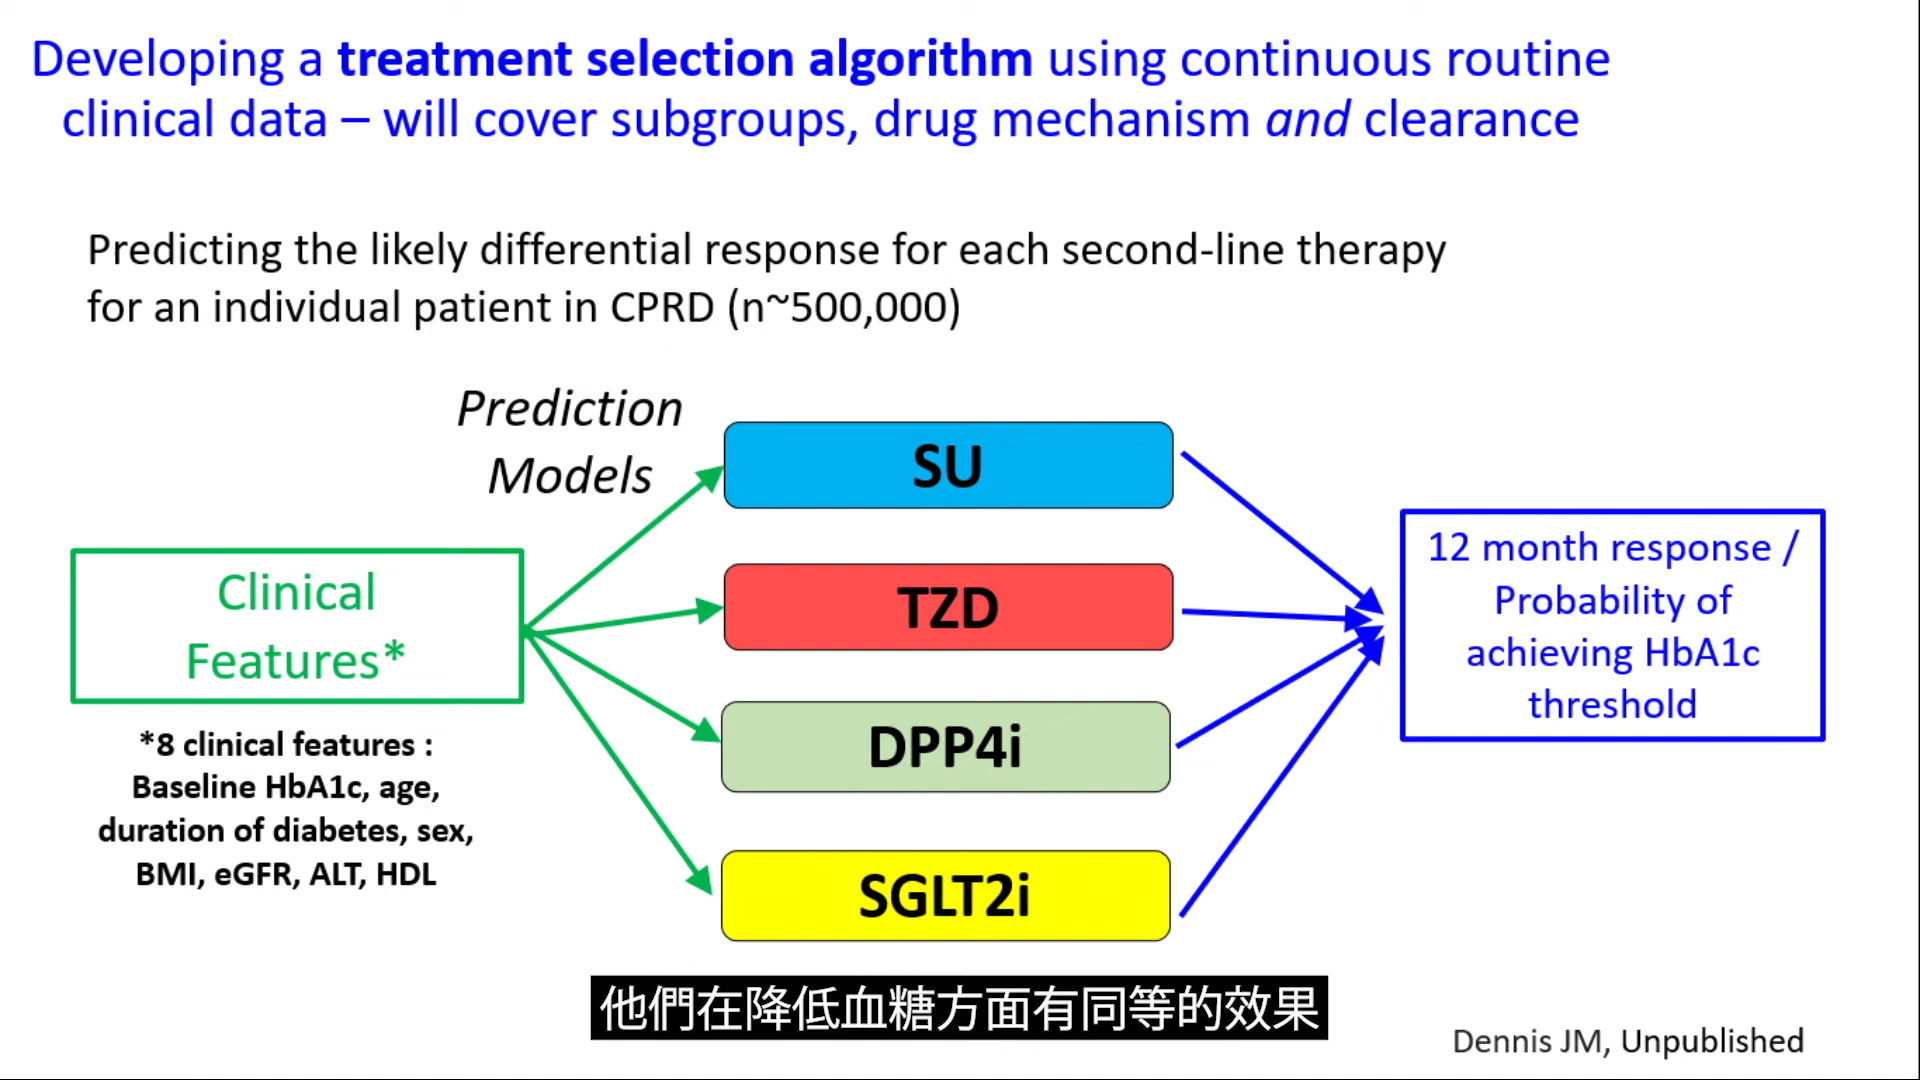 Developing a treatment selection algorithm using continuous routine
clinical data – will cover subgroups, drug mechanism and clearance
Predicting the likely differential response for each second-line therapy
for an individual patient in CPRD (n~500,000)
Prediction
Models
Clinical
Features*
*8 clinical features :
Baseline HbA1c, age,
duration of diabetes, sex,
BMI, eGFR, ALT, HDL
SU
TZD
DPP4i
SGLT2i
12 month response /
Probability of
achieving HbA1c
threshold
他們在降低血糖方面有同等的效果
Dennis JM, Unpublished